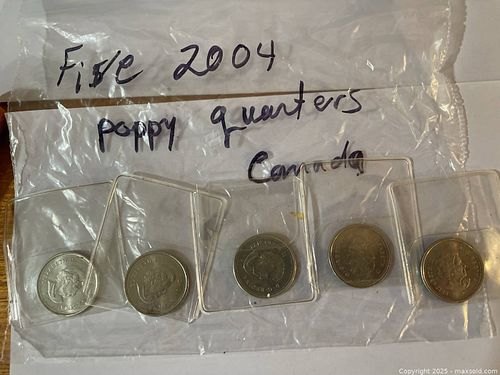 Five 2004
poppy quarters
Canada
Copyright 2025 - maxsold.com